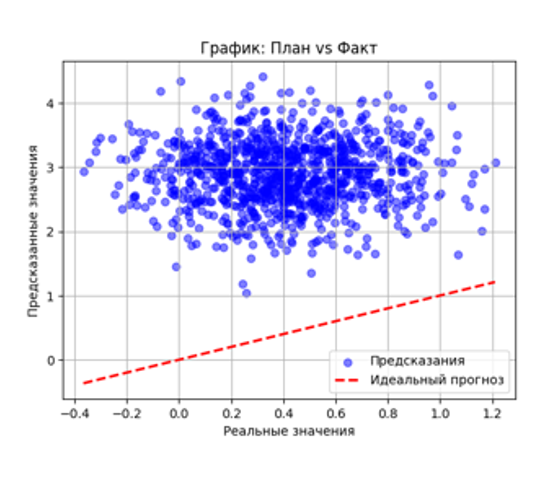 График: План vs Факт
Предсказанные значения
4
3
2
1
0
−0.4 −0.2 0.0 0.2 0.4 0.6 0.8 1.0 1.2
Реальные значения
Предсказания
Идеальный прогноз